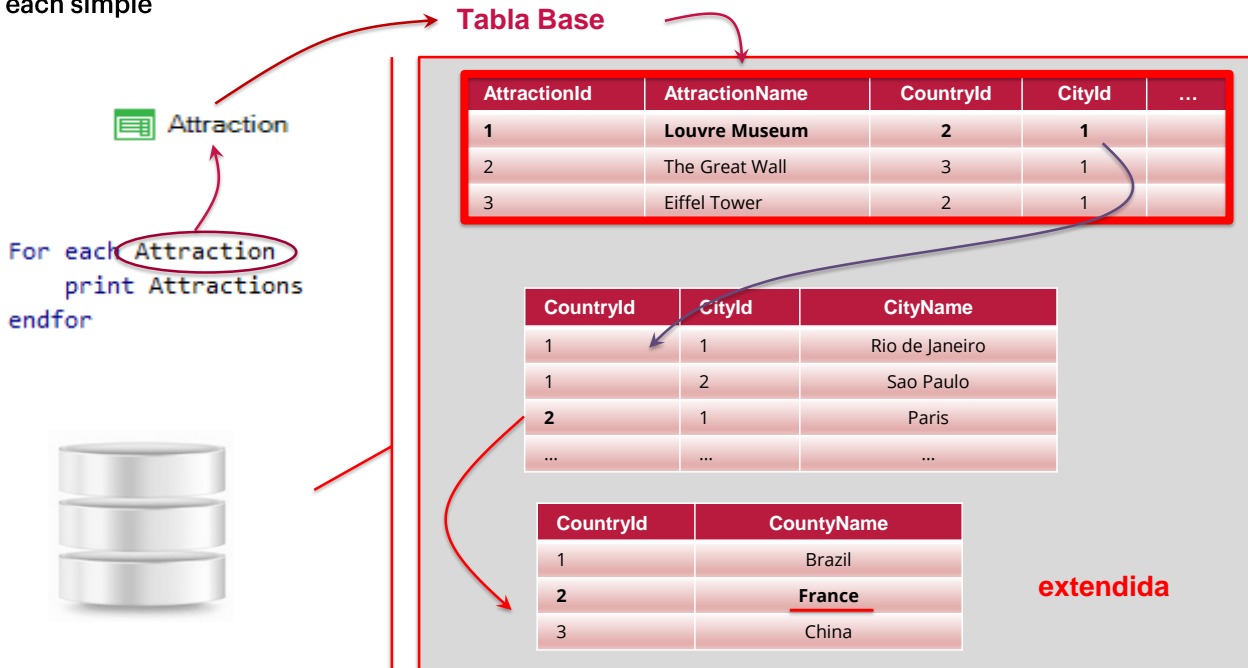 each simple
Tabla Base
Attraction
For each Attraction
print Attractions
endfor
AttractionId AttractionName CountryId CityId ...
1 Louvre Museum 2 1
2 The Great Wall 3 1
3 Eiffel Tower 2 1
CountryId CityId CityName
1 1 Rio de Janeiro
1 2 Sao Paulo
2 1 Paris
... ... ...
CountryId CountyName
1 Brazil
2 France
3 China
extendida